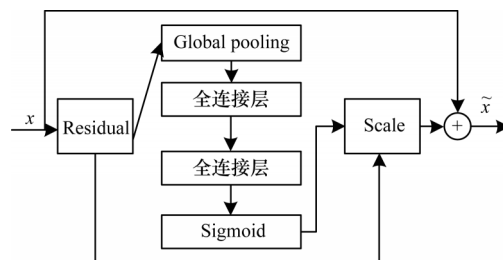 Global pooling
x
全连接层
x̃
Residual
Scale
+
全连接层
Sigmoid